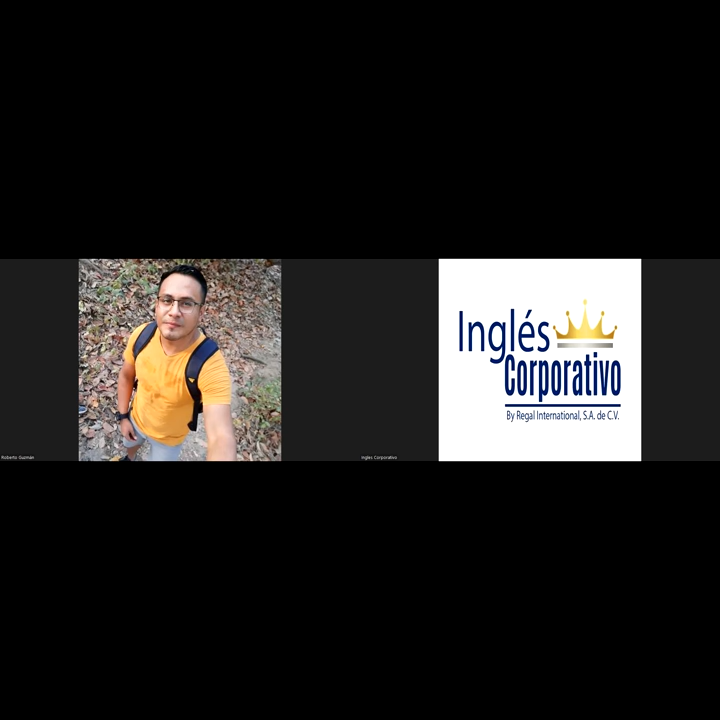 Inglés
Corporativo
By Regal International, S.A. de C.V.
Roberto Guzmán
Ingles Corporativo